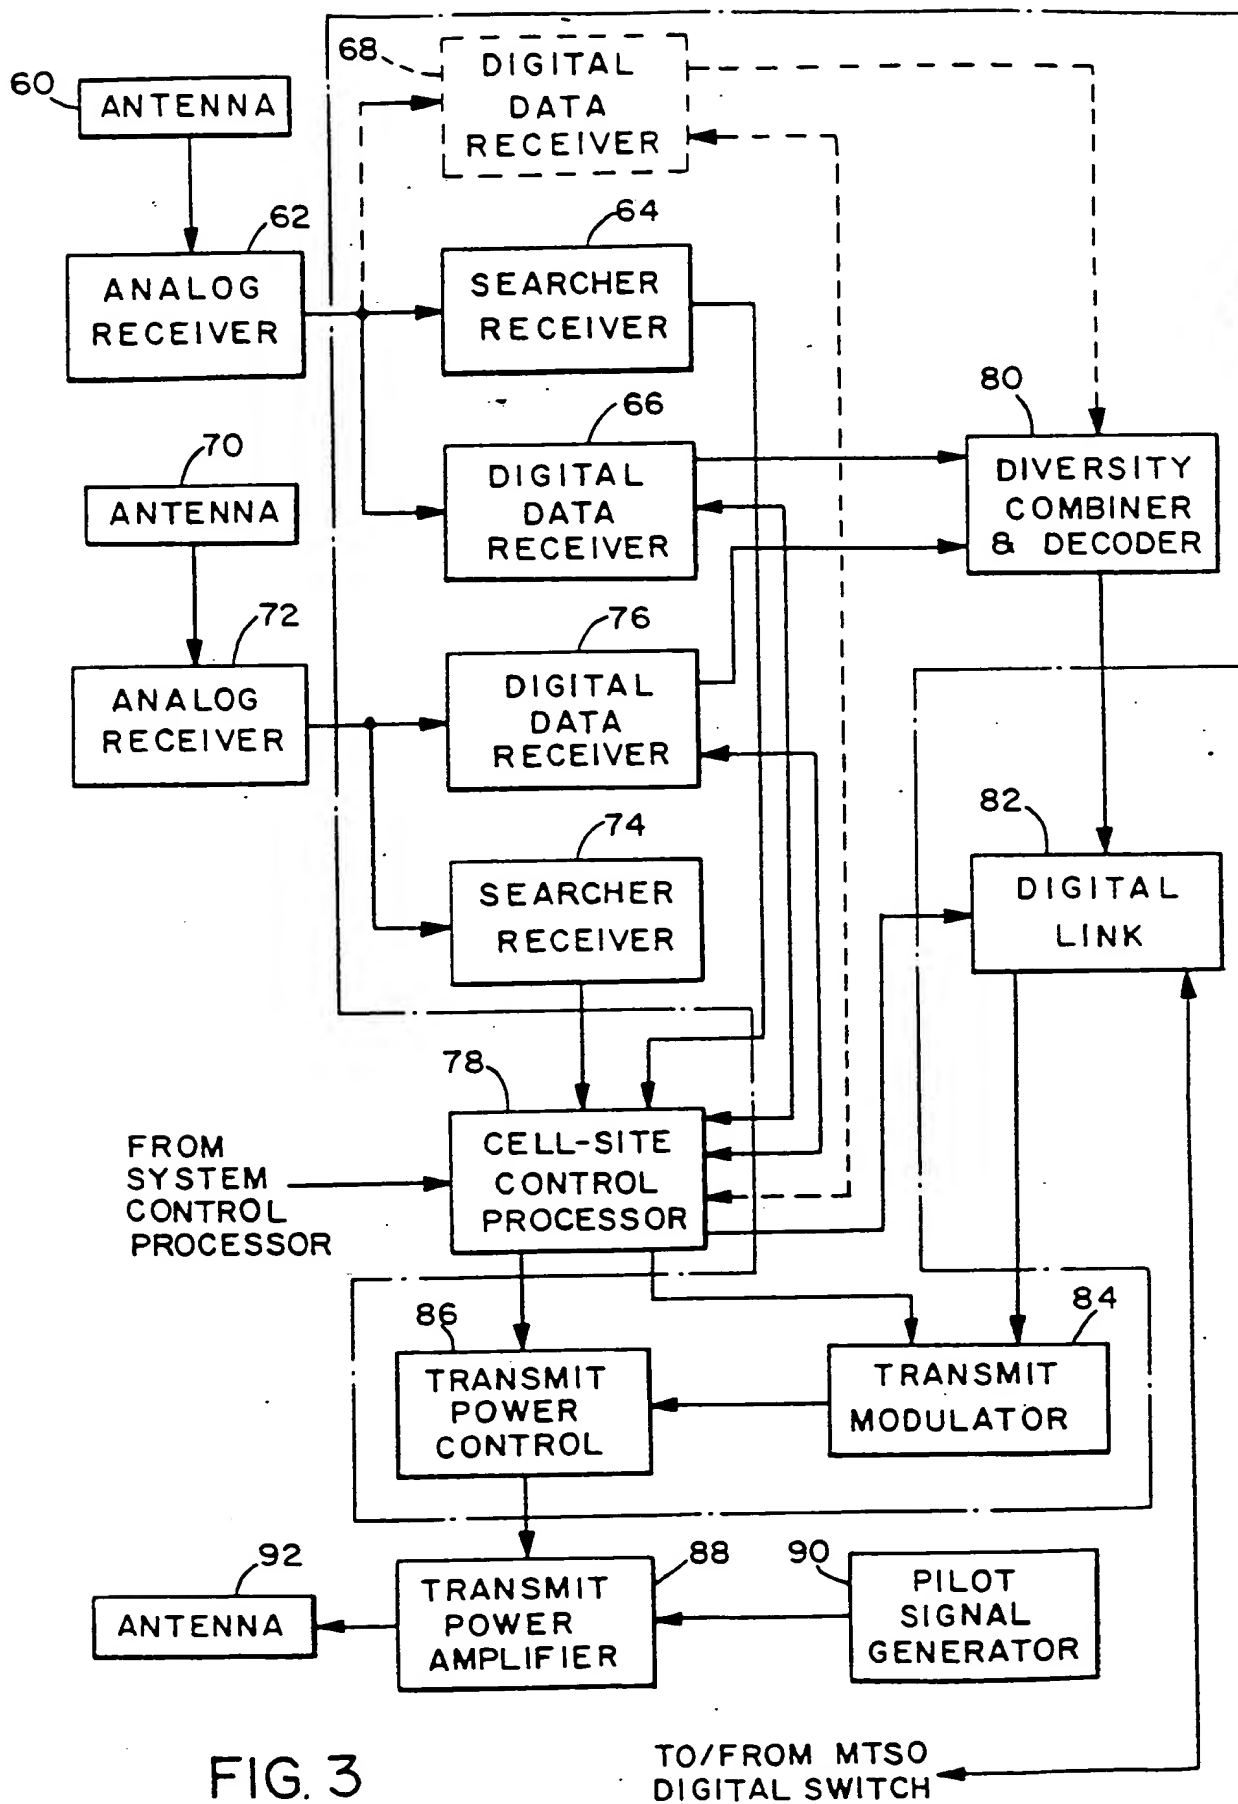 68
DIGITAL
DATA
RECEIVER
60
ANTENNA
62
ANALOG
RECEIVER
64
SEARCHER
RECEIVER
66
DIGITAL
DATA
RECEIVER
80
DIVERSITY
COMBINER
& DECODER
70
ANTENNA
72
ANALOG
RECEIVER
76
DIGITAL
DATA
RECEIVER
74
SEARCHER
RECEIVER
82
DIGITAL
LINK
78
CELL-SITE
CONTROL
PROCESSOR
FROM
SYSTEM
CONTROL
PROCESSOR
86
TRANSMIT
POWER
CONTROL
84
TRANSMIT
MODULATOR
92
ANTENNA
88
TRANSMIT
POWER
AMPLIFIER
90
PILOT
SIGNAL
GENERATOR
FIG. 3
TO/FROM MTSO
DIGITAL SWITCH